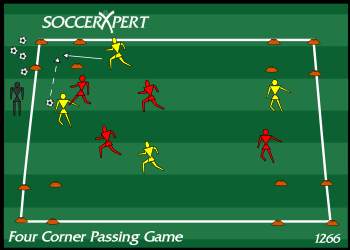 SOCCERXPERT
Four Corner Passing Game
1266